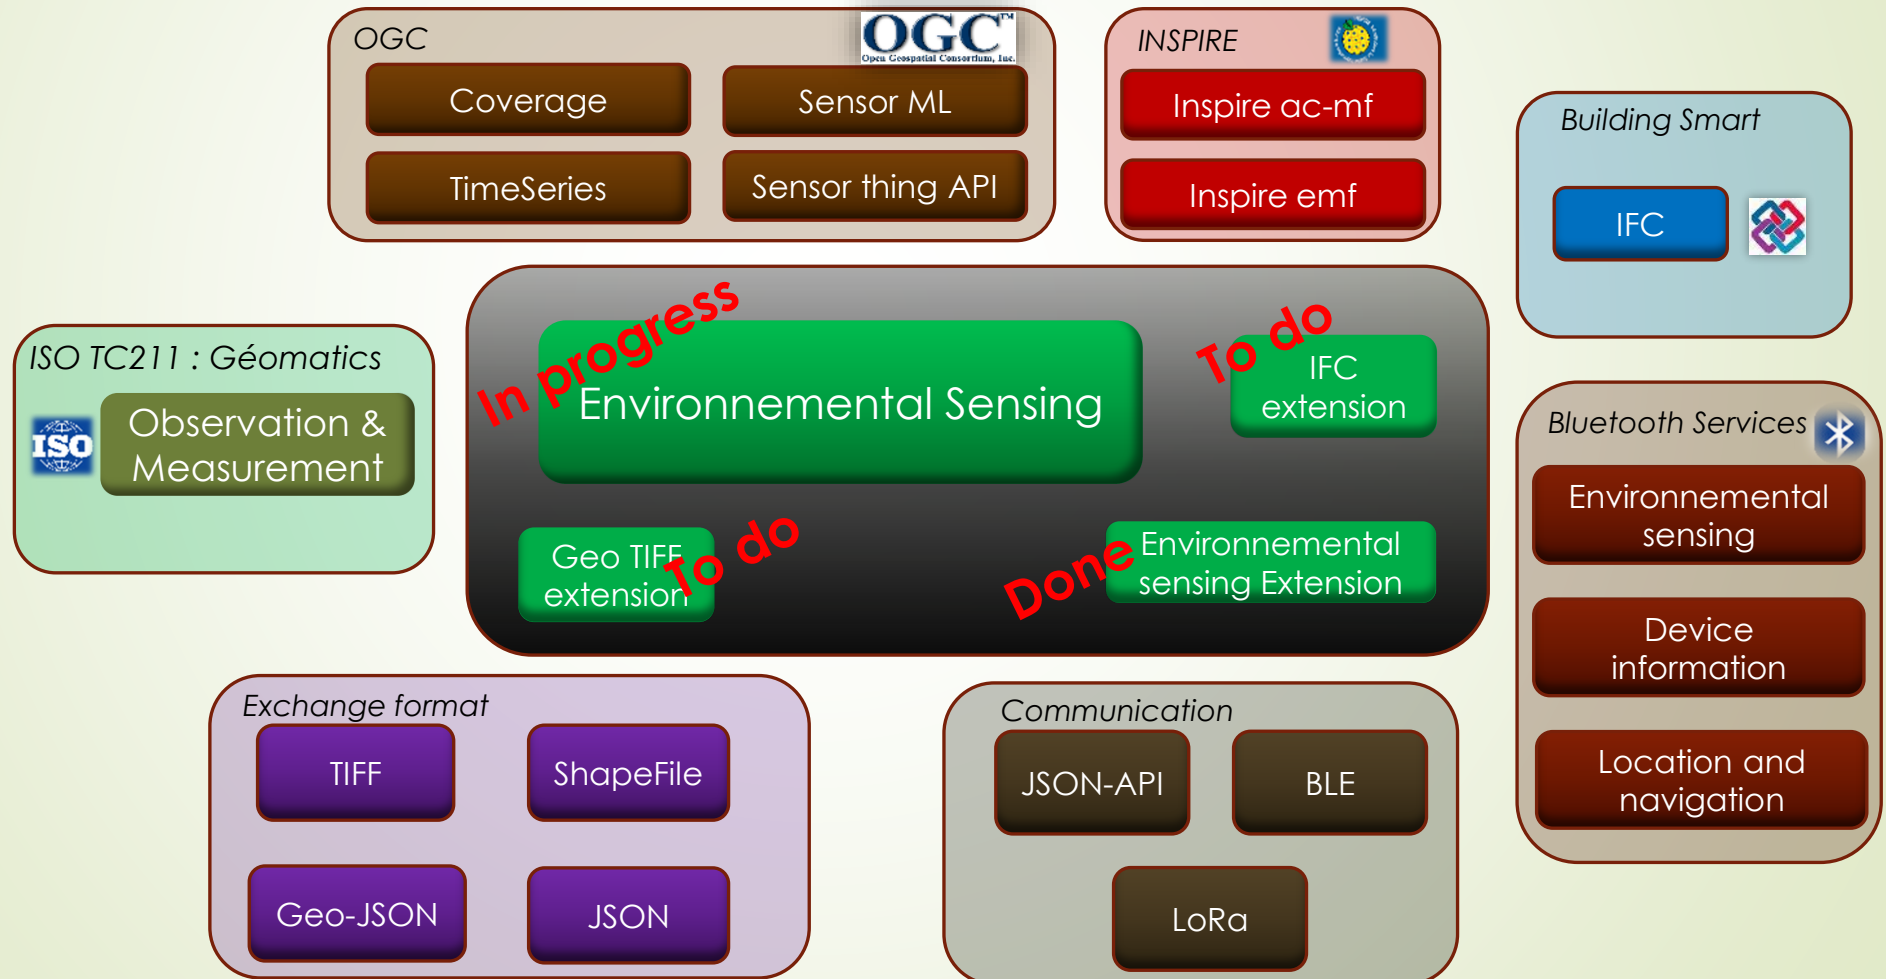 OGC
OGC™
Open Geospatial Consortium, Inc.
Coverage
Sensor ML
TimeSeries
Sensor thing API
INSPIRE
Inspire ac-mf
Inspire emf
Building Smart
IFC
ISO TC211 : Géomatics
ISO
Observation &
Measurement
In progress
Environnemental Sensing
To do
IFC
extension
Geo TIFF
extension
To do
Done
Environnemental
sensing Extension
Bluetooth Services
Environnemental
sensing
Device
information
Location and
navigation
Exchange format
TIFF
ShapeFile
Geo-JSON
JSON
Communication
JSON-API
BLE
LoRa